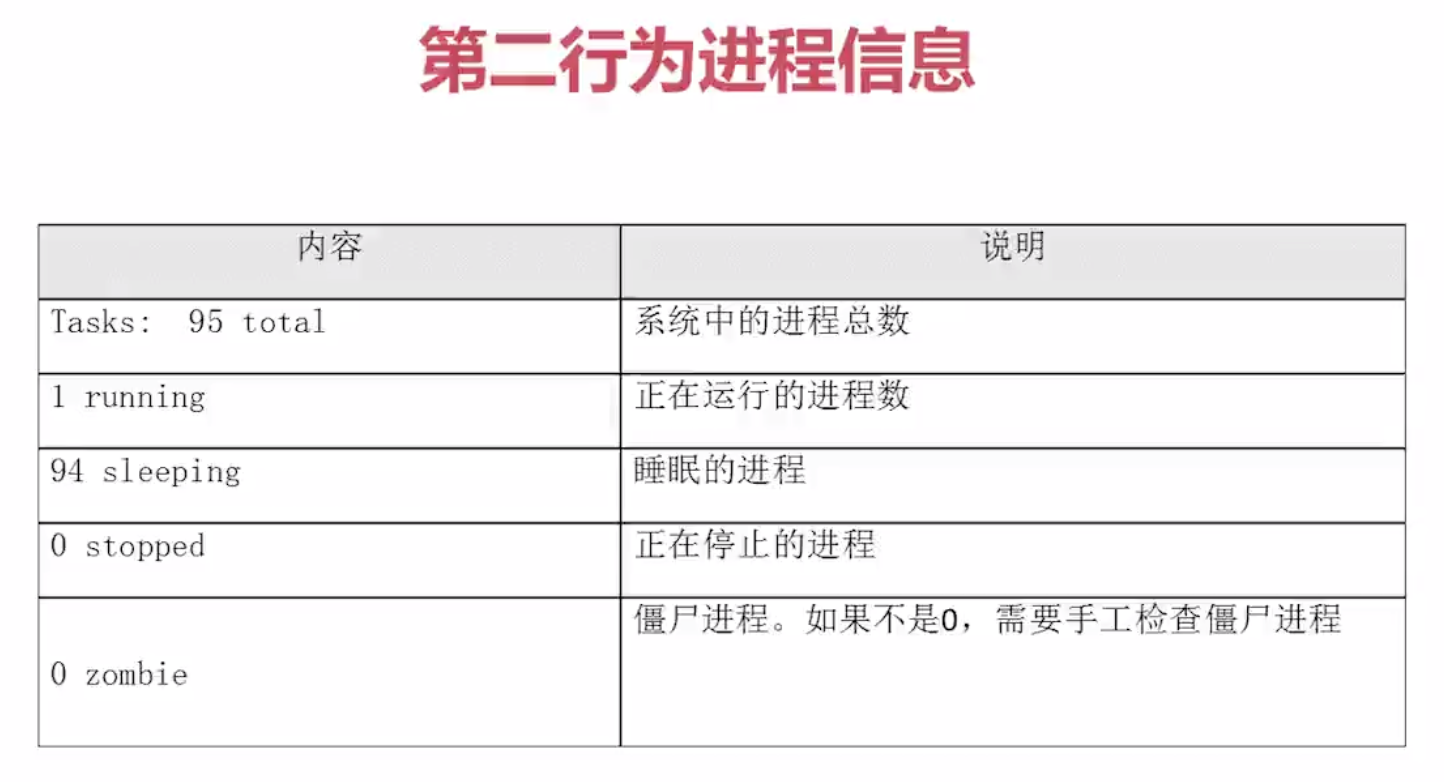 第二行为进程信息
内容 说明
Tasks: 95 total 系统中的进程总数
1 running 正在运行的进程数
94 sleeping 睡眠的进程
0 stopped 正在停止的进程
0 zombie 僵尸进程。如果不是0，需要手工检查僵尸进程